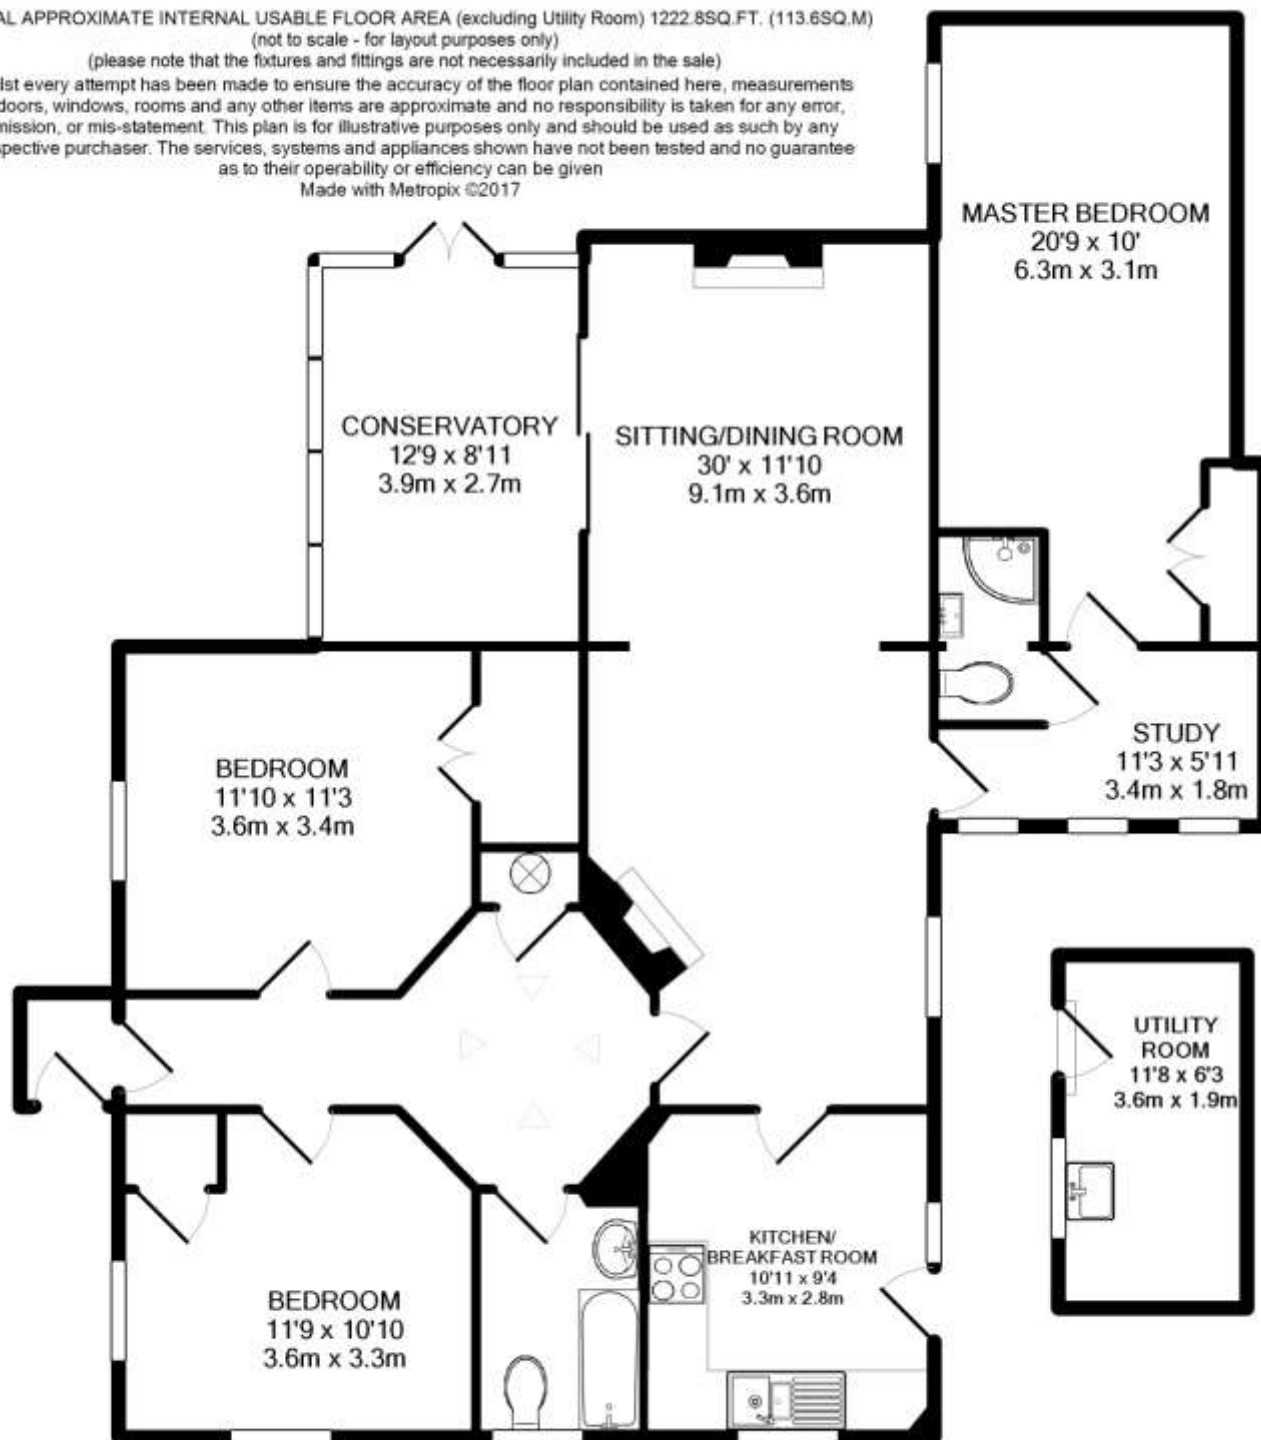 AL APPROXIMATE INTERNAL USABLE FLOOR AREA (excluding Utility Room) 1222.8SQ.FT. (113.6SQ.M)
(not to scale - for layout purposes only)
(please note that the fixtures and fittings are not necessarily included in the sale)
lst every attempt has been made to ensure the accuracy of the floor plan contained here, measurements
doors, windows, rooms and any other items are approximate and no responsibility is taken for any error,
mission, or mis-statement. This plan is for illustrative purposes only and should be used as such by any
spective purchaser. The services, systems and appliances shown have not been tested and no guarantee
as to their operability or efficiency can be given
Made with Metropix ©2017
MASTER BEDROOM
20'9 x 10'
6.3m x 3.1m
CONSERVATORY
12'9 x 8'11
3.9m x 2.7m
SITTING/DINING ROOM
30' x 11'10
9.1m x 3.6m
BEDROOM
11'10 x 11'3
3.6m x 3.4m
STUDY
11'3 x 5'11
3.4m x 1.8m
UTILITY
ROOM
11'8 x 6'3
3.6m x 1.9m
KITCHEN/
BREAKFAST ROOM
10'11 x 9'4
3.3m x 2.8m
BEDROOM
11'9 x 10'10
3.6m x 3.3m